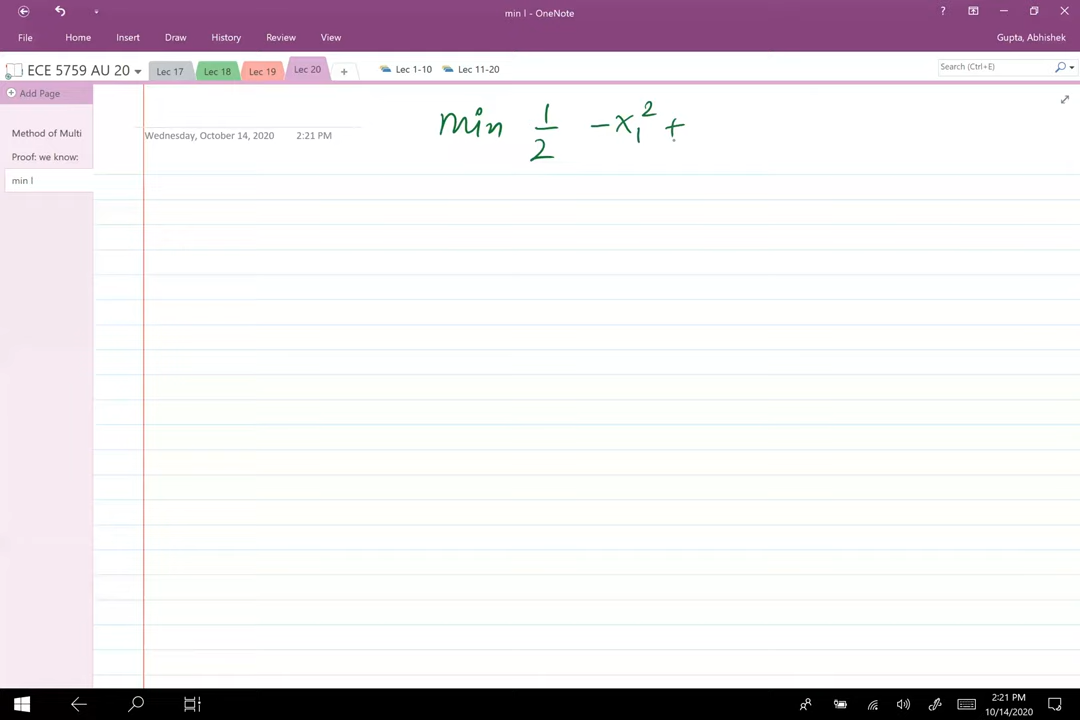 min l - OneNote
?
File Home Insert Draw History Review View Gupta, Abhishek
ECE 5759 AU 20 Lec 17 Lec 18 Lec 19 Lec 20 + Lec 1-10 Lec 11-20 Search (Ctrl+E)
Add Page
Method of Multi
Proof: we know:
min l
Wednesday, October 14, 2020 2:21 PM
min 1/2 -x₁² +
2:21 PM
10/14/2020